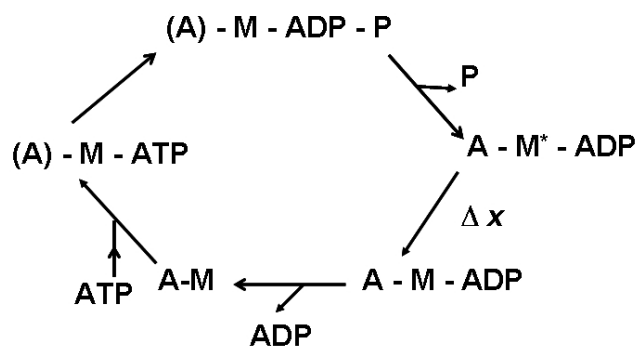 (A) - M - ADP - P
P
(A) - M - ATP
A - M* - ADP
Δ x
ATP
A-M
A - M - ADP
ADP